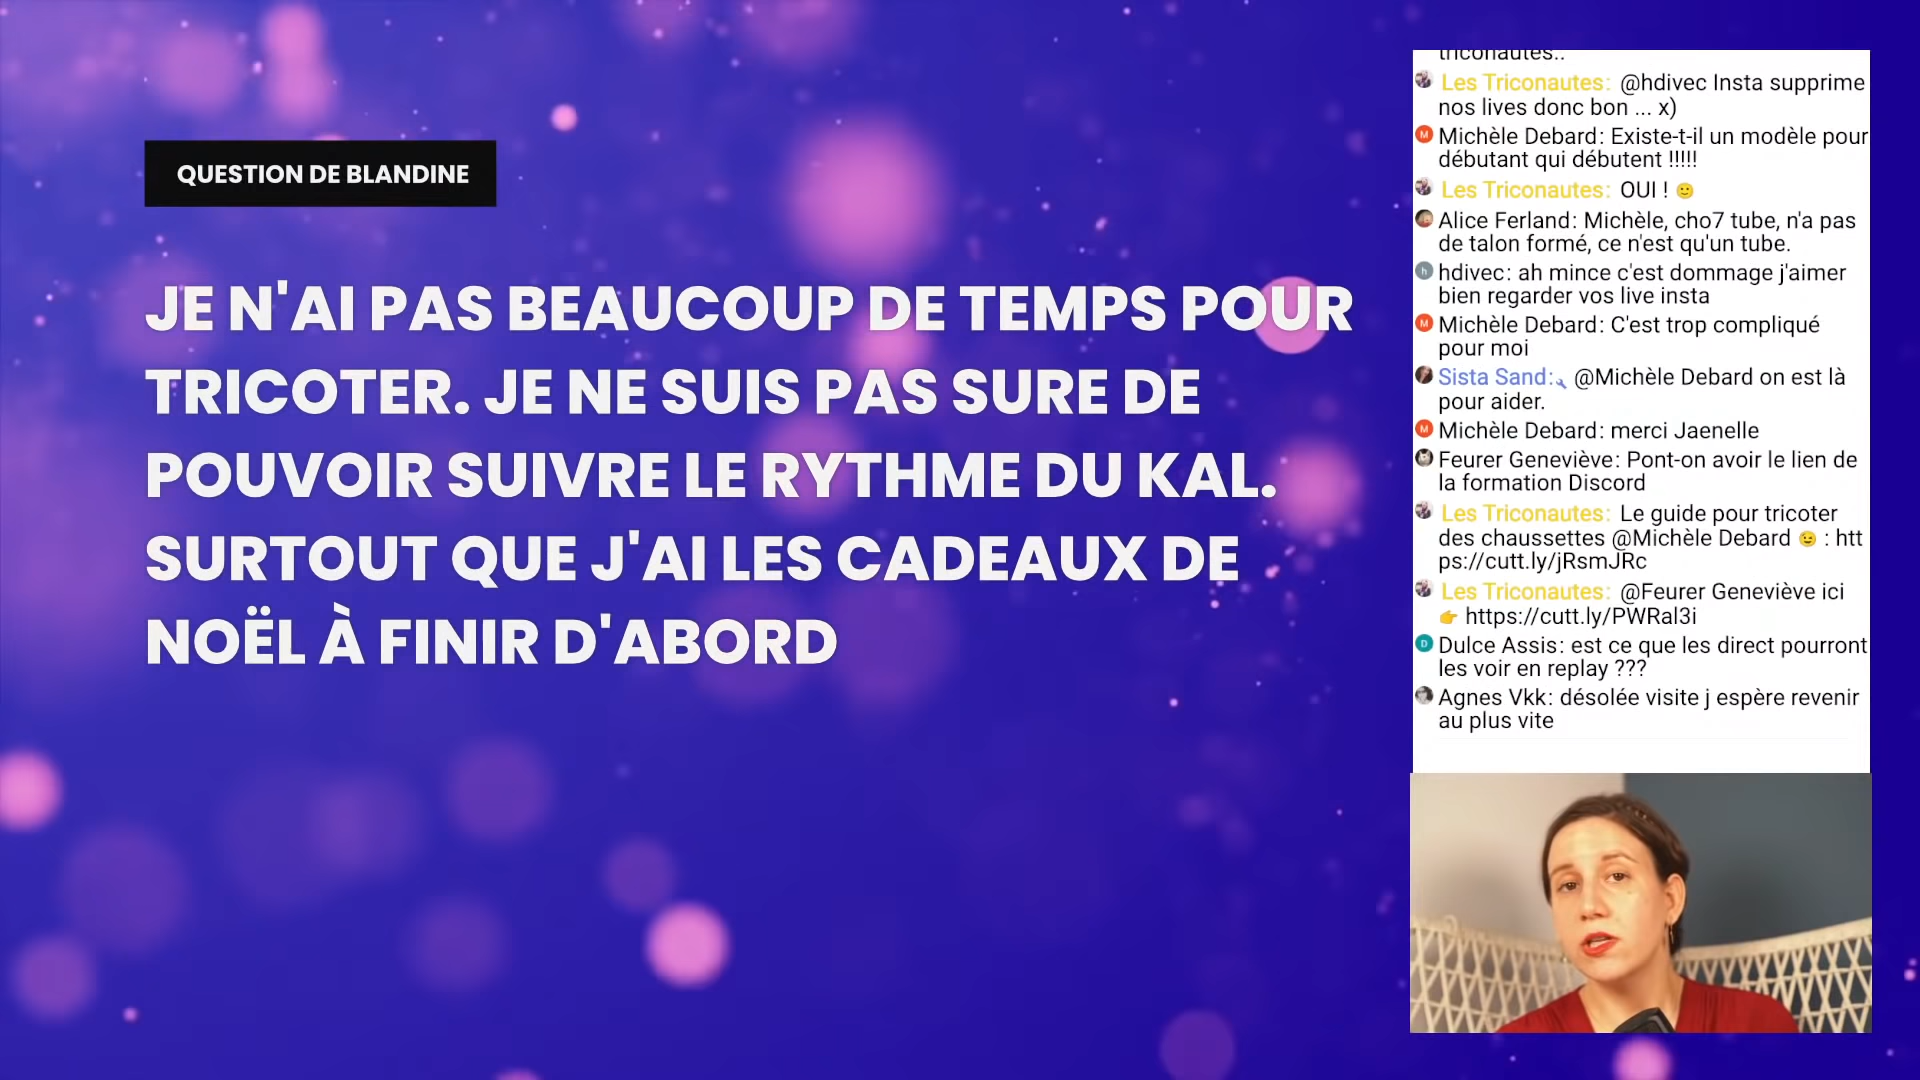 QUESTION DE BLANDINE
JE N'AI PAS BEAUCOUP DE TEMPS POUR
TRICOTER. JE NE SUIS PAS SURE DE
POUVOIR SUIVRE LE RYTHME DU KAL.
SURTOUT QUE J'AI LES CADEAUX DE
NOËL À FINIR D'ABORD
triconautes..
Les Triconautes: @hdivec Insta supprime
nos lives donc bon ... x)
M Michèle Debard: Existe-t-il un modèle pour
débutant qui débutent !!!!!
Les Triconautes: OUI ! 🙂
Alice Ferland: Michèle, cho7 tube, n'a pas
de talon formé, ce n'est qu'un tube.
h hdivec: ah mince c'est dommage j'aimer
bien regarder vos live insta
M Michèle Debard: C'est trop compliqué
pour moi
Sista Sand: @Michèle Debard on est là
pour aider.
M Michèle Debard: merci Jaenelle
Feurer Geneviève: Pont-on avoir le lien de
la formation Discord
Les Triconautes: Le guide pour tricoter
des chaussettes @Michèle Debard 😉 : htt
ps://cutt.ly/jRsmJRc
Les Triconautes: @Feurer Geneviève ici
👉 https://cutt.ly/PWRal3i
D Dulce Assis: est ce que les direct pourront
les voir en replay ???
Agnes Vkk: désolée visite j espère revenir
au plus vite